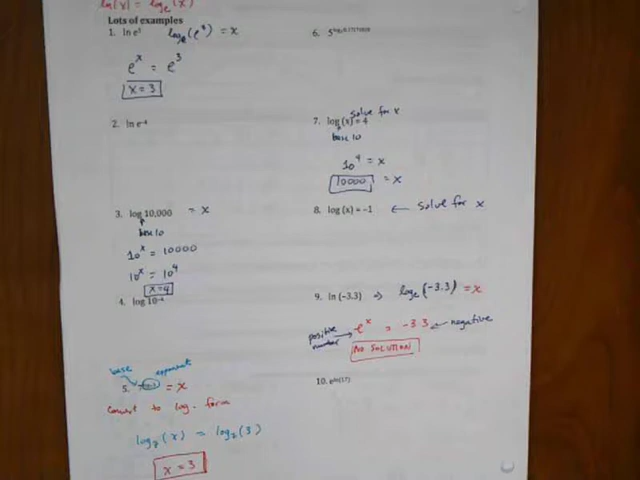 ln(x) = logₑ(x)
Lots of examples
1. ln e³ logₑ(e³) = x
eˣ = e³
x = 3
2. ln e⁻⁴
3. log 10,000 = x
base 10
10ˣ = 10000
10ˣ = 10⁴
x = 4
4. log 10⁻⁴
base exponent
5. = x
convert to log - form
log₂(x) = log₂(3)
x = 3
6.
solve for x
7. log (x) = 4
base 10
10⁴ = x
10000 = x
8. log (x) = -1 ← solve for x
9. ln (-3.3) ⇒ logₑ(-3.3) = x
positive number → eˣ = -3.3 ← negative
NO SOLUTION
10.